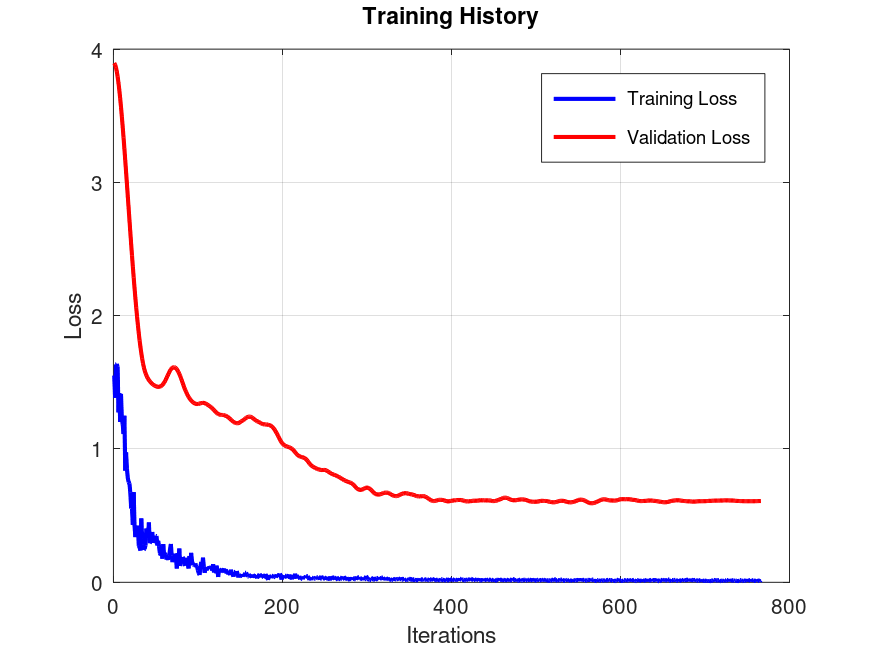 Training History
4
3
2
1
0
Loss
Training Loss
Validation Loss
0
200
400
600
800
Iterations